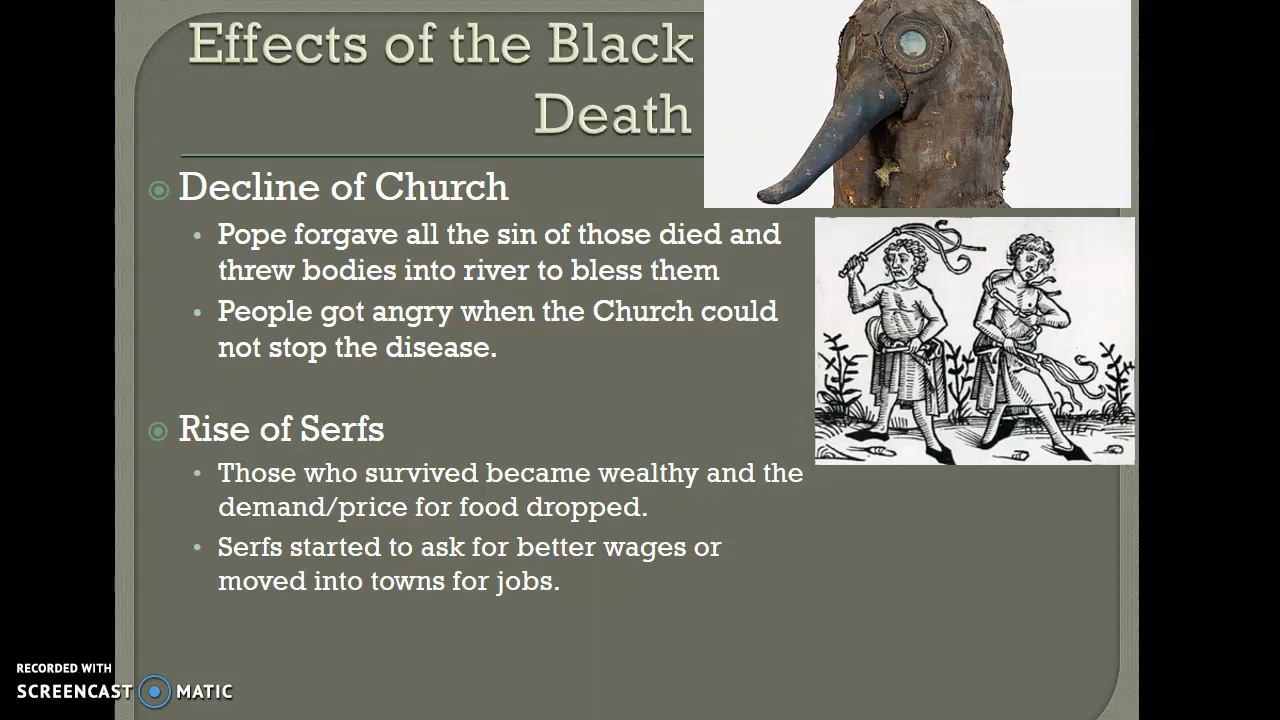 Effects of the Black
Death
Decline of Church
Pope forgave all the sin of those died and
threw bodies into river to bless them
People got angry when the Church could
not stop the disease.
Rise of Serfs
Those who survived became wealthy and the
demand/price for food dropped.
Serfs started to ask for better wages or
moved into towns for jobs.
RECORDED WITH
SCREENCAST MATIC